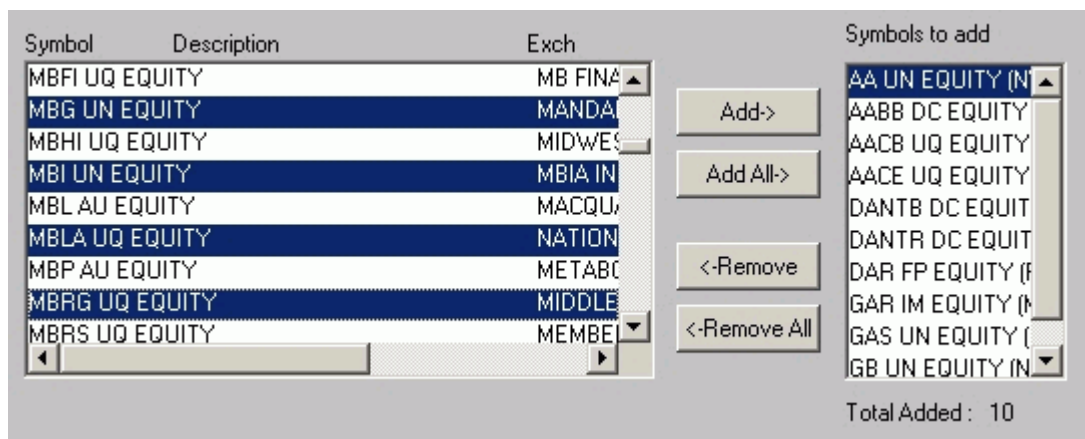 Symbol Description Exch
MBFI UQ EQUITY MB FINA
MBG UN EQUITY MANDAI
MBHI UQ EQUITY MIDWES
MBI UN EQUITY MBIA IN
MBL AU EQUITY MACQU
MBLA UQ EQUITY NATION
MBP AU EQUITY METABO
MBRG UQ EQUITY MIDDLE
MBRS UQ EQUITY MEMBE
Add->
Add All->
<-Remove
<-Remove All
Symbols to add
AA UN EQUITY (N
AABB DC EQUITY
AACB UQ EQUITY
AACE UQ EQUITY
DANTB DC EQUIT
DANTR DC EQUIT
DAR FP EQUITY (F
GAR IM EQUITY (M
GAS UN EQUITY (
GB UN EQUITY (N
Total Added : 10